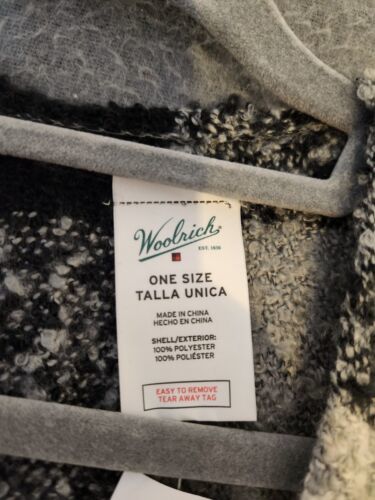 Woolrich
EST. 1830
ONE SIZE
TALLA UNICA
MADE IN CHINA
HECHO EN CHINA
SHELL/EXTERIOR:
100% POLYESTER
100% POLIÉSTER
EASY TO REMOVE
TEAR AWAY TAG